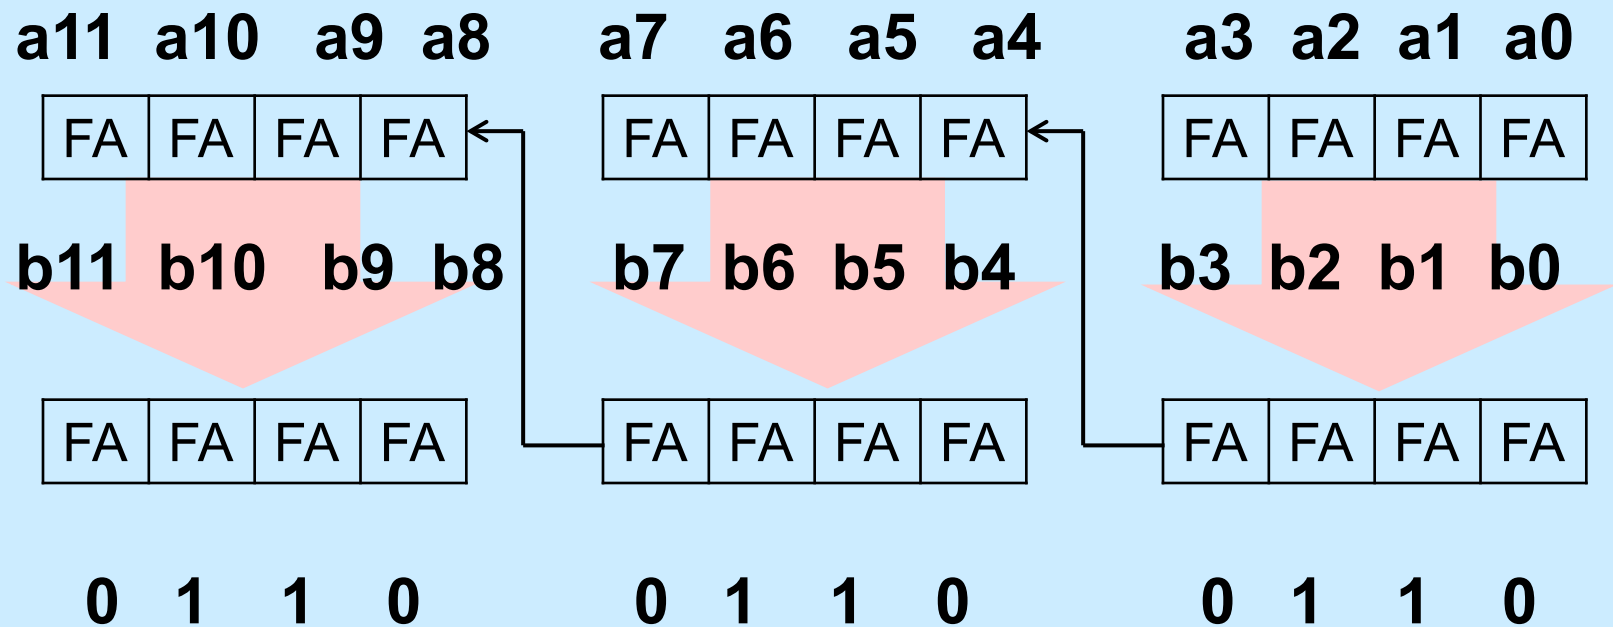 a11 a10 a9 a8 a7 a6 a5 a4 a3 a2 a1 a0
FA FA FA FA FA FA FA FA FA FA FA FA
b11 b10 b9 b8 b7 b6 b5 b4 b3 b2 b1 b0
FA FA FA FA FA FA FA FA FA FA FA FA
0 1 1 0 0 1 1 0 0 1 1 0